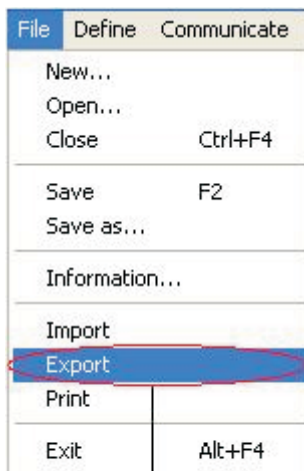 File Define Communicate
New...
Open...
Close Ctrl+F4
Save F2
Save as...
Information...
Import
Export
Print
Exit Alt+F4